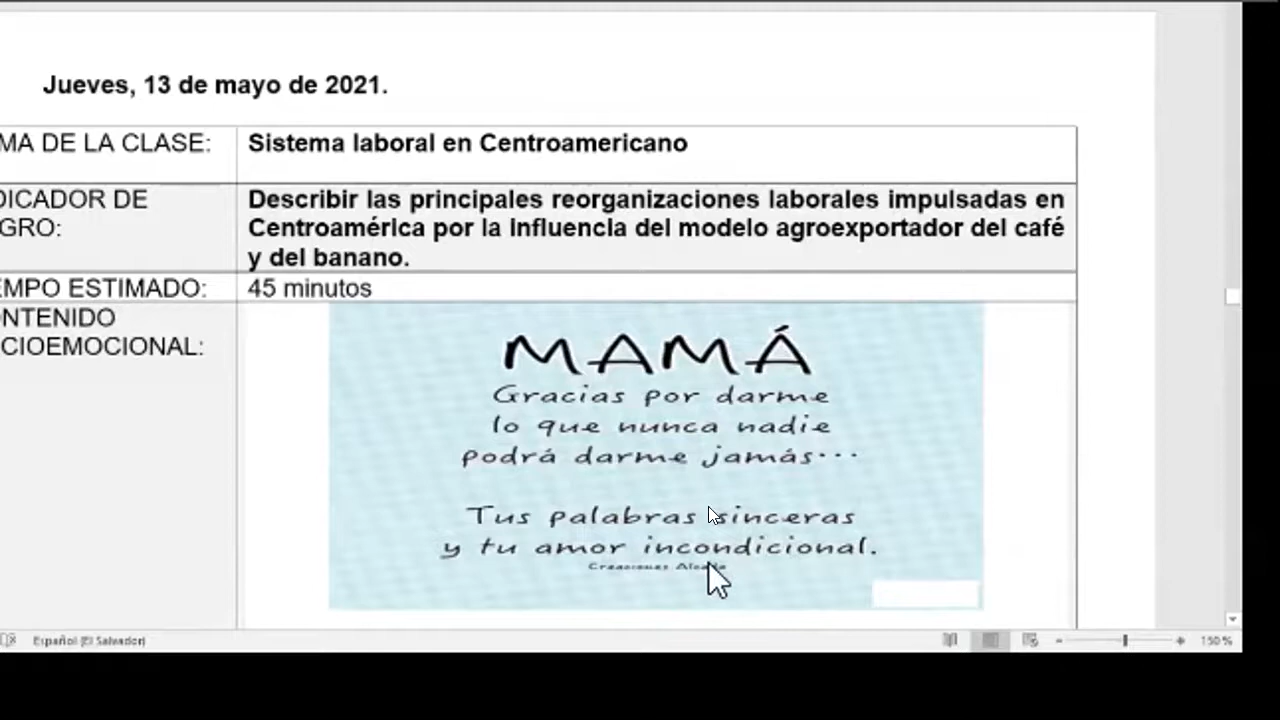 Jueves, 13 de mayo de 2021.
MA DE LA CLASE: Sistema laboral en Centroamericano
DICADOR DE
GRO:
Describir las principales reorganizaciones laborales impulsadas en
Centroamérica por la influencia del modelo agroexportador del café
y del banano.
EMPO ESTIMADO: 45 minutos
NTENIDO
CIOEMOCIONAL:
MAMÁ
Gracias por darme
lo que nunca nadie
podrá darme jamás...
Tus palabras sinceras
y tu amor incondicional.
Creaciones
Español (El Salvador)
150 %